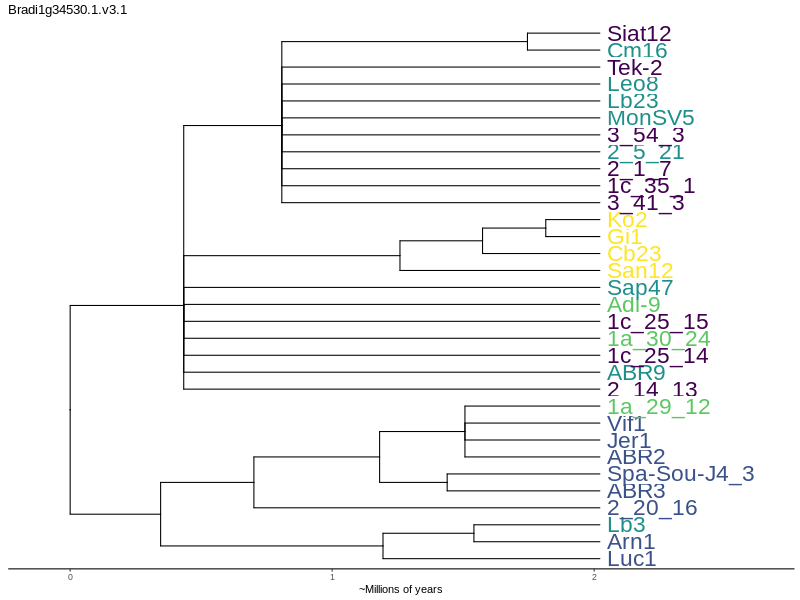 Bradi1g34530.1.v3.1
Siat12
Cm16
Tek-2
Leo8
Lb23
MonSV5
3_54_3
2_5_21
2_1_7
1c_35_1
3_41_3
Ko2
Gi1
Cb23
San12
Sap47
Adi-9
1c_25_15
1a_30_24
1c_25_14
ABR9
2_14_13
1a_29_12
Vif1
Jer1
ABR2
Spa-Sou-J4_3
ABR3
2_20_16
Lb3
Arn1
Luc1
0 1 2
~Millions of years